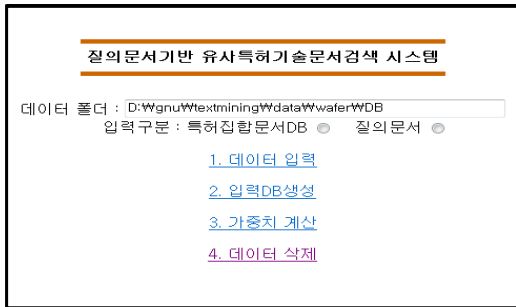 질의문서기반 유사특허기술문서검색 시스템
데이터 폴더 : D:₩gnu₩textmining₩data₩wafer₩DB
입력구분 : 특허집합문서DB 질의문서
1. 데이터 입력
2. 입력DB생성
3. 가중치 계산
4. 데이터 삭제